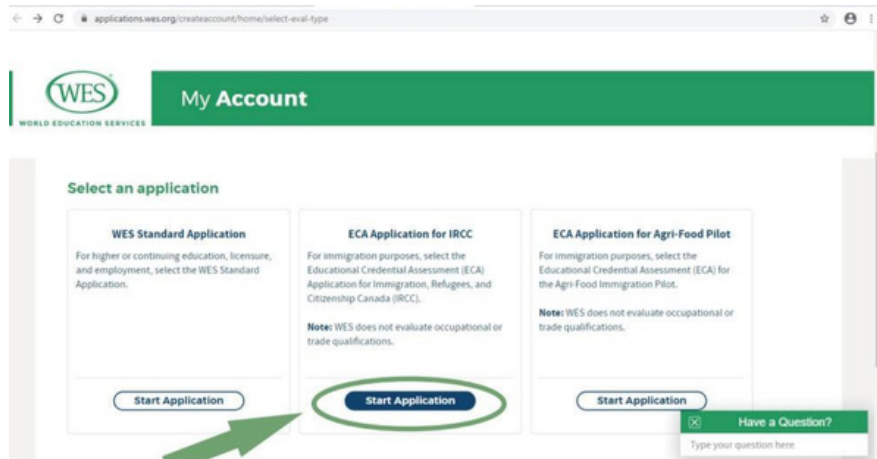 applications.wes.org/createaccount/home/select-eval-type
WES
WORLD EDUCATION SERVICES
My Account
Select an application
WES Standard Application
For higher or continuing education, licensure,
and employment, select the WES Standard
Application.
Start Application
ECA Application for IRCC
For immigration purposes, select the
Educational Credential Assessment (ECA)
Application for Immigration, Refugees, and
Citizenship Canada (IRCC).
Note: WES does not evaluate occupational or
trade qualifications.
Start Application
ECA Application for Agri-Food Pilot
For immigration purposes, select the
Educational Credential Assessment (ECA) for
the Agri-Food Immigration Pilot.
Note: WES does not evaluate occupational or
trade qualifications.
Start Application
Have a Question?
Type your question here